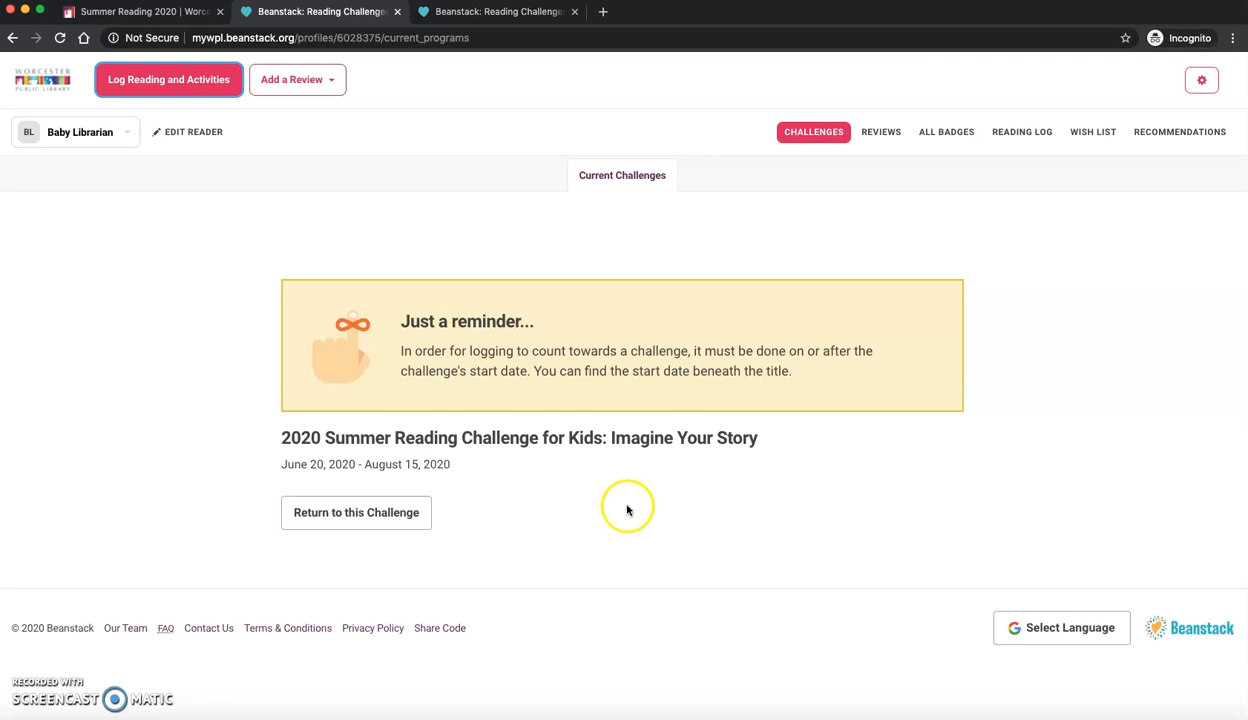 Summer Reading 2020 | Worc
Beanstack: Reading Challenge
Beanstack: Reading Challenge
Not Secure
mywpl.beanstack.org/profiles/6028375/current_programs
Incognito
WORCESTER
PUBLIC LIBRARY
Log Reading and Activities
Add a Review
BL
Baby Librarian
EDIT READER
CHALLENGES
REVIEWS
ALL BADGES
READING LOG
WISH LIST
RECOMMENDATIONS
Current Challenges
Just a reminder...
In order for logging to count towards a challenge, it must be done on or after the
challenge's start date. You can find the start date beneath the title.
2020 Summer Reading Challenge for Kids: Imagine Your Story
June 20, 2020 - August 15, 2020
Return to this Challenge
© 2020 Beanstack
Our Team
FAQ
Contact Us
Terms & Conditions
Privacy Policy
Share Code
Select Language
Beanstack
RECORDED WITH
SCREENCAST MATIC